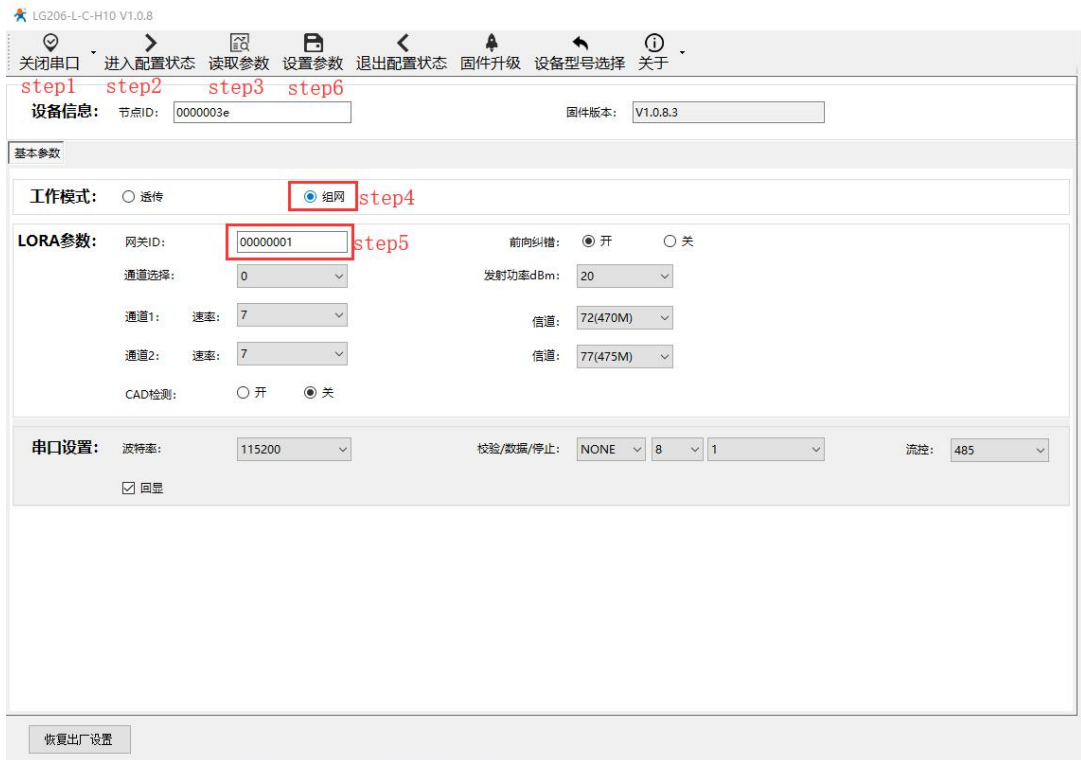 LG206-L-C-H10 V1.0.8
关闭串口 进入配置状态 读取参数 设置参数 退出配置状态 固件升级 设备型号选择 关于
step1 step2 step3 step6
设备信息: 节点ID: 0000003e 固件版本: V1.0.8.3
基本参数
工作模式: 透传 组网 step4
LORA参数: 网关ID: 00000001 step5 前向纠错: 开 关
通道选择: 0 发射功率dBm: 20
通道1: 速率: 7 信道: 72(470M)
通道2: 速率: 7 信道: 77(475M)
CAD检测: 开 关
串口设置: 波特率: 115200 校验/数据/停止: NONE 8 1 流控: 485
回显
恢复出厂设置